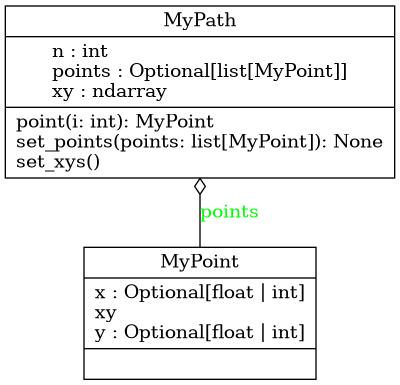 MyPath
n : int
points : Optional[list[MyPoint]]
xy : ndarray
point(i: int): MyPoint
set_points(points: list[MyPoint]): None
set_xys()
points
MyPoint
x : Optional[float | int]
xy
y : Optional[float | int]